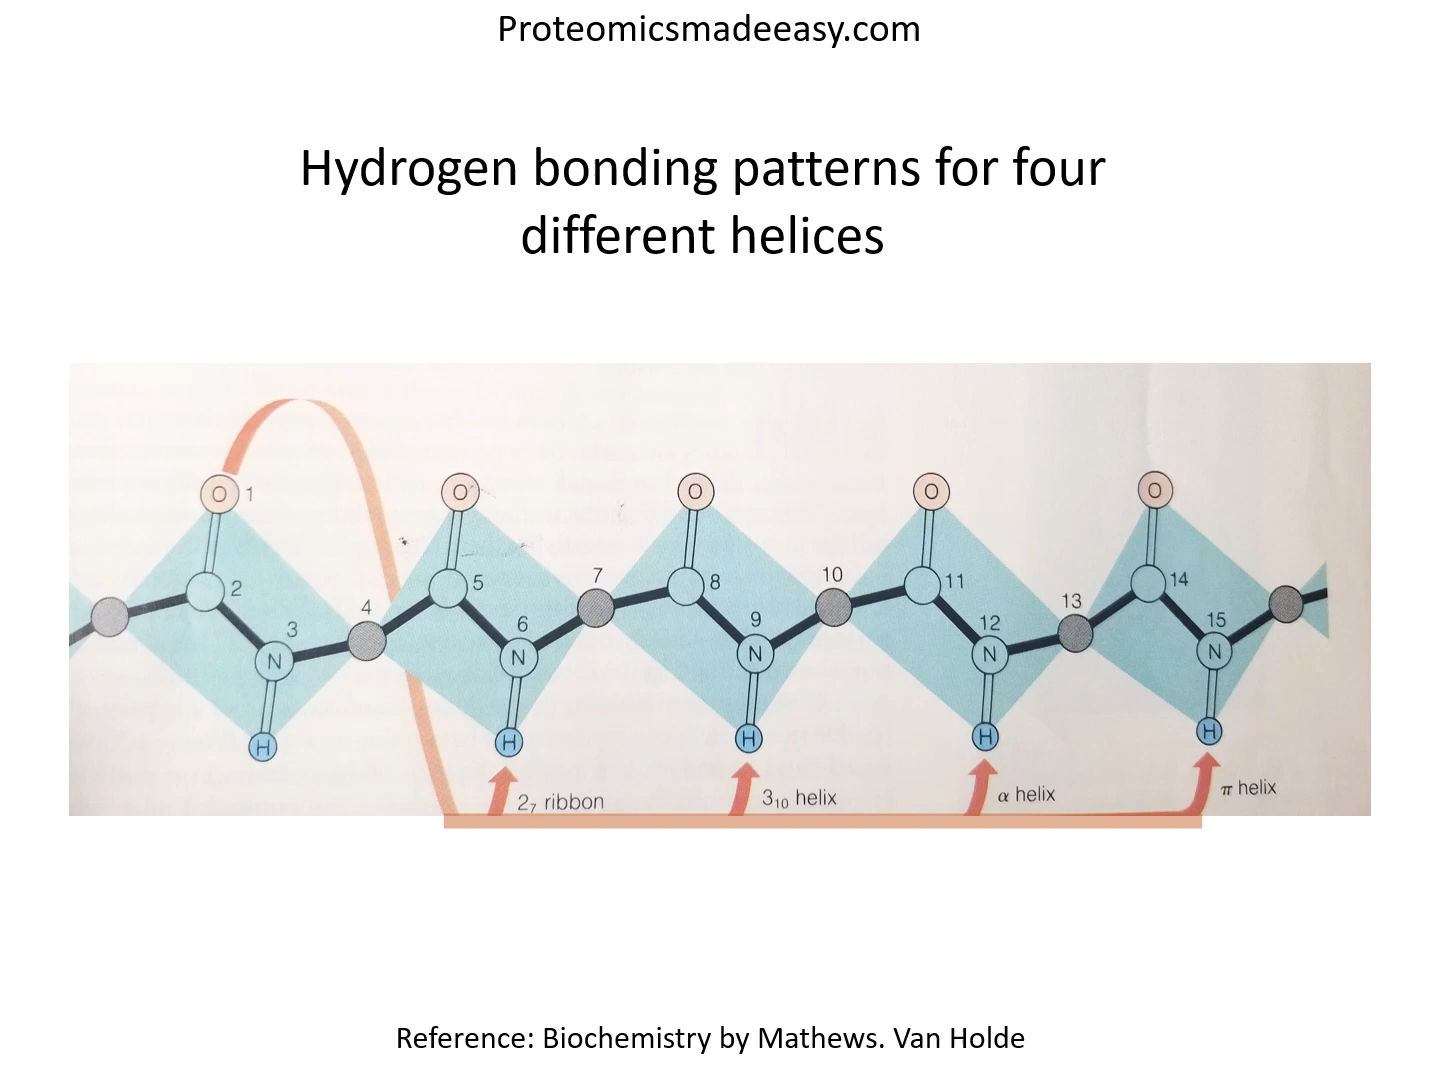 Proteomicsmadeeasy.com
Hydrogen bonding patterns for four
different helices
O 1 O O O O
2 5 8 11 14
4 7 10 13
3 6 9 12 15
N N N N N
H H H H H
2₇ ribbon 3₁₀ helix α helix π helix
Reference: Biochemistry by Mathews. Van Holde